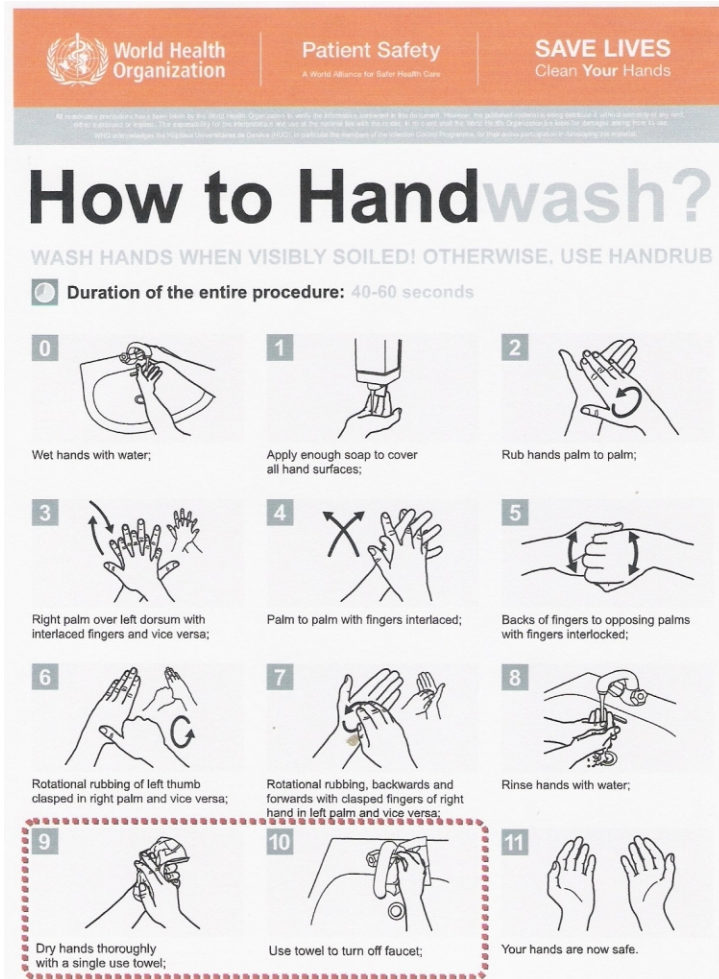 World Health
Organization
Patient Safety
A World Alliance for Safer Health Care
SAVE LIVES
Clean Your Hands
How to Handwash?
WASH HANDS WHEN VISIBLY SOILED! OTHERWISE, USE HANDRUB
Duration of the entire procedure: 40-60 seconds
0
Wet hands with water;
1
Apply enough soap to cover
all hand surfaces;
2
Rub hands palm to palm;
3
Right palm over left dorsum with
interlaced fingers and vice versa;
4
Palm to palm with fingers interlaced;
5
Backs of fingers to opposing palms
with fingers interlocked;
6
Rotational rubbing of left thumb
clasped in right palm and vice versa;
7
Rotational rubbing, backwards and
forwards with clasped fingers of right
hand in left palm and vice versa;
8
Rinse hands with water;
9
Dry hands thoroughly
with a single use towel;
10
Use towel to turn off faucet;
11
Your hands are now safe.